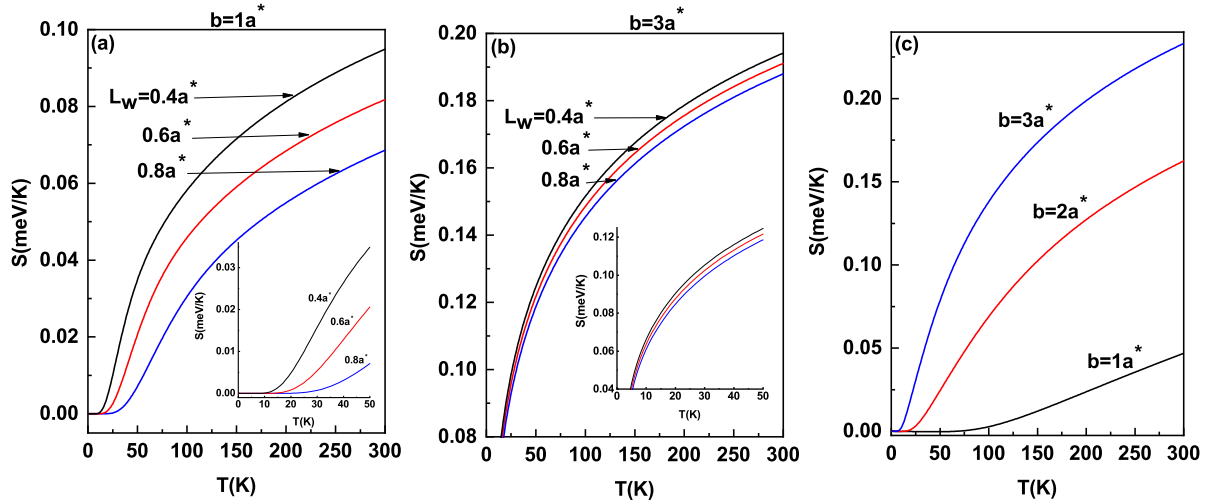 b=1a*
(a)
L_W=0.4a*
0.6a*
0.8a*
S(meV/K)
0.10
0.08
0.06
0.04
0.02
0.00
0 50 100 150 200 250 300
T(K)
S(meV/K)
0.03
0.02
0.01
0.00
0.4a*
0.6a*
0.8a*
0 10 20 30 40 50
T(K)
b=3a*
(b)
L_W=0.4a*
0.6a*
0.8a*
S(meV/K)
0.20
0.18
0.16
0.14
0.12
0.10
0.08
0 50 100 150 200 250 300
T(K)
S(meV/K)
0.12
0.10
0.08
0.06
0.04
0 10 20 30 40 50
T(K)
(c)
b=3a*
b=2a*
b=1a*
S(meV/K)
0.20
0.15
0.10
0.05
0.00
0 50 100 150 200 250 300
T(K)